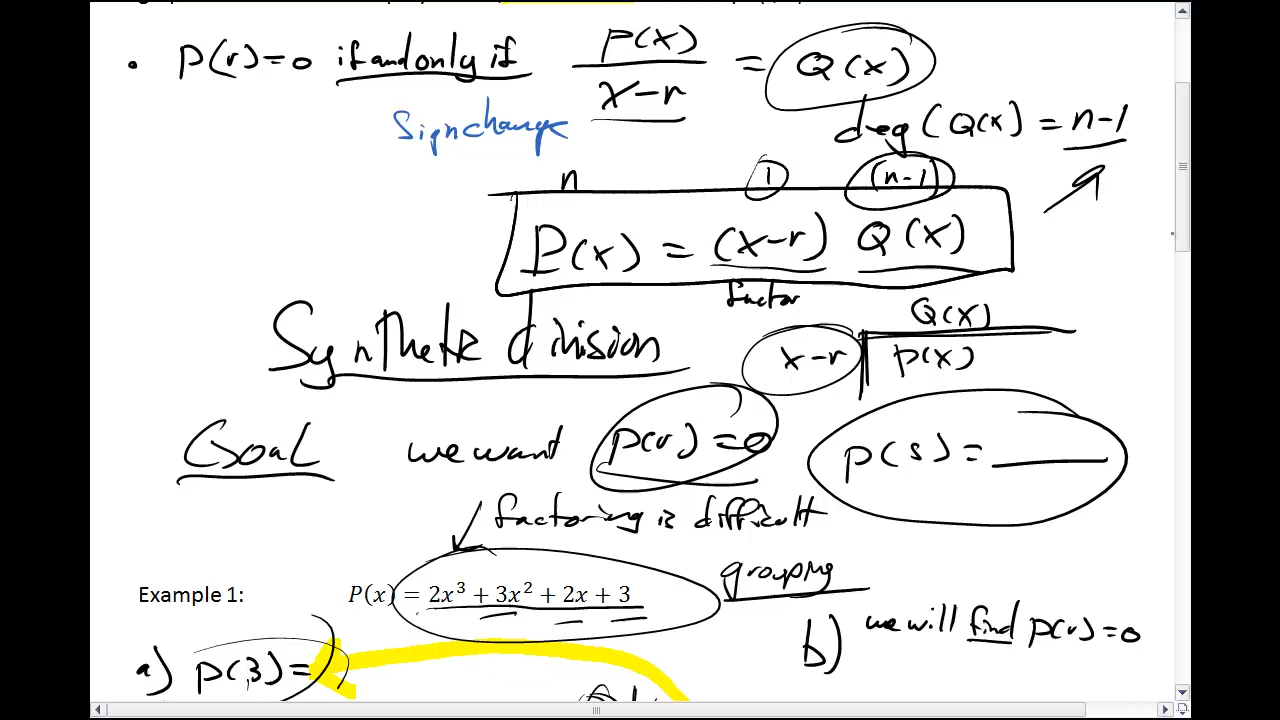 • P(r)=0 if and only if P(x) / x-r = Q(x)
Sign change
deg(Q(x)) = n-1
n 1 (n-1)
P(x) = (x-r) Q(x)
factor
Synthetic division
Q(x)
x-r P(x)
Goal we want p(r)=0 p(s)=____
factoring is difficult
Example 1: P(x) = 2x³ + 3x² + 2x + 3
grouping
b) we will find p(r)=0
a) p(3)=